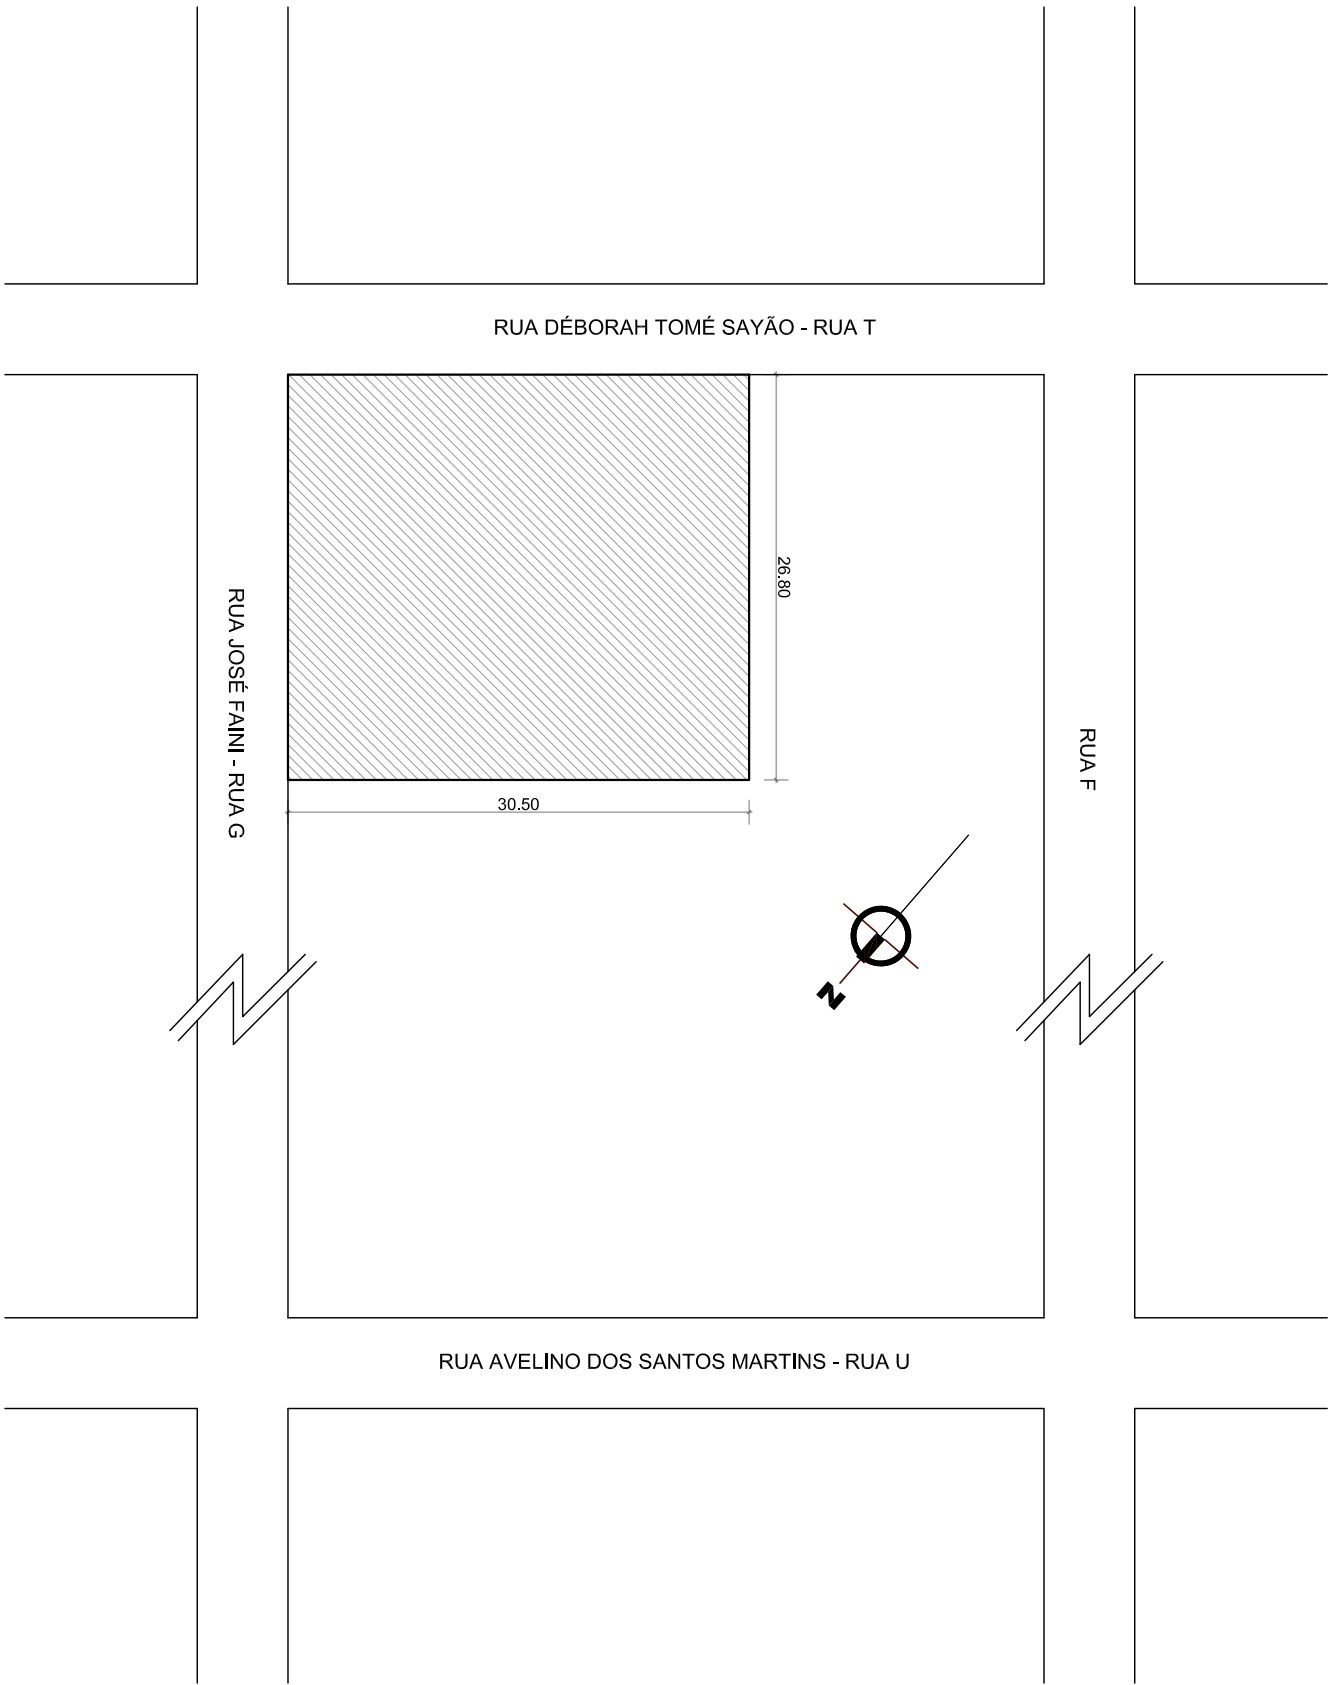 RUA DÉBORAH TOMÉ SAYÃO - RUA T
26.80
RUA JOSÉ FAINI - RUA G
RUA F
30.50
N
RUA AVELINO DOS SANTOS MARTINS - RUA U